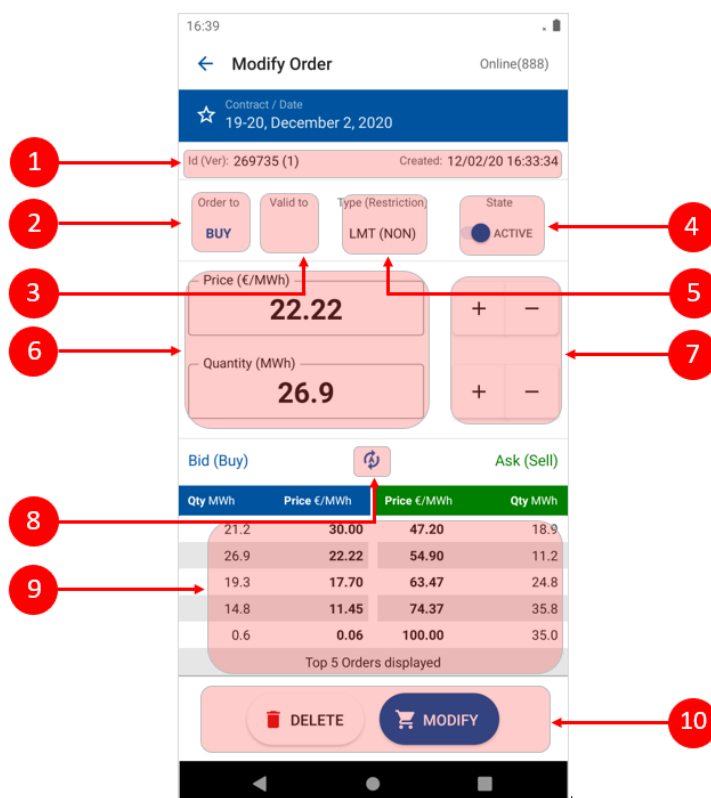 16:39
Modify Order Online(888)
Contract / Date
19-20, December 2, 2020
1
Id (Ver): 269735 (1) Created: 12/02/20 16:33:34
Order to Valid to Type (Restriction) State
2
BUY LMT (NON) ACTIVE
4
3
5
Price (€/MWh)
22.22
+ −
6
7
Quantity (MWh)
26.9
+ −
Bid (Buy) Ask (Sell)
Qty MWh Price €/MWh Price €/MWh Qty MWh
8
21.2 30.00 47.20 18.9
26.9 22.22 54.90 11.2
9
19.3 17.70 63.47 24.8
14.8 11.45 74.37 35.8
0.6 0.06 100.00 35.0
Top 5 Orders displayed
DELETE MODIFY
10